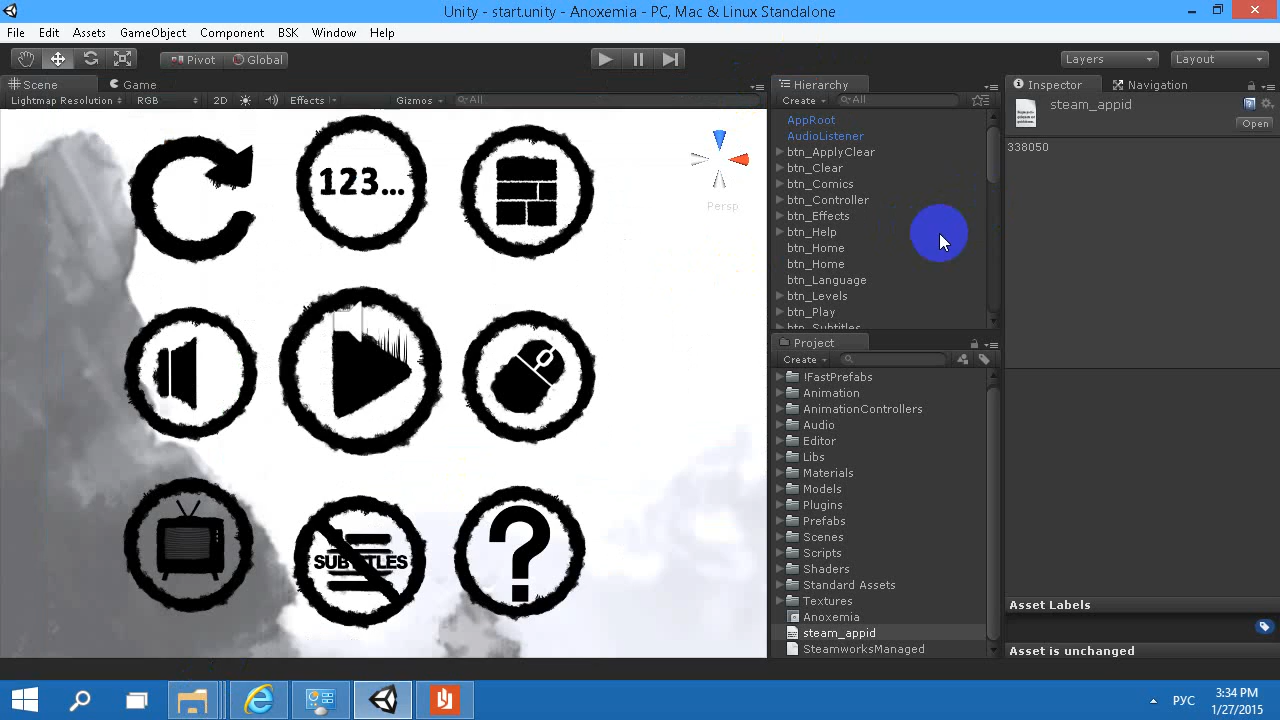 Unity - start.unity - Anoxemia - PC, Mac & Linux Standalone
File Edit Assets GameObject Component BSK Window Help
Pivot Global Layers Layout
Scene Game
Lightmap Resolution RGB 2D Effects Gizmos All
123...
SUBTITLES
Persp
Hierarchy
Create All
AppRoot
AudioListener
btn_ApplyClear
btn_Clear
btn_Comics
btn_Controller
btn_Effects
btn_Help
btn_Home
btn_Home
btn_Language
btn_Levels
btn_Play
btn_Subtitles
Project
Create
!FastPrefabs
Animation
AnimationControllers
Audio
Editor
Libs
Materials
Models
Plugins
Prefabs
Scenes
Scripts
Shaders
Standard Assets
Textures
Anoxemia
steam_appid
SteamworksManaged
Inspector Navigation
steam_appid
Open
338050
Asset Labels
Asset is unchanged
РУС
3:34 PM
1/27/2015